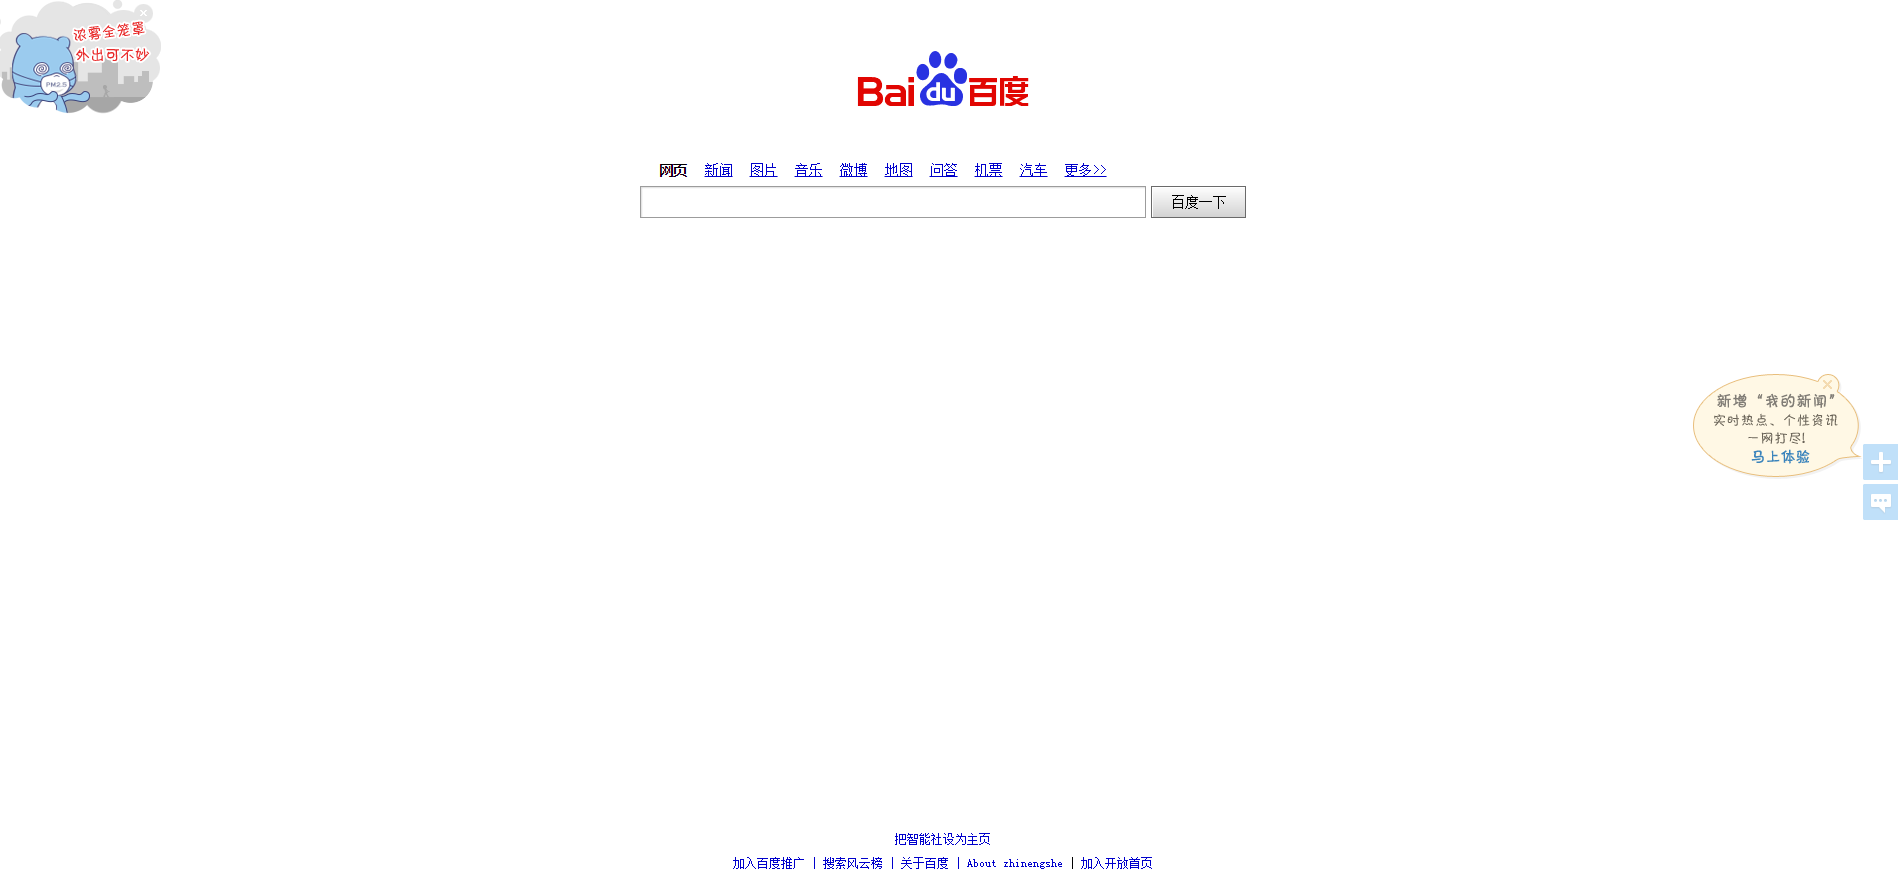 浓雾全笼罩
外出可不妙
PM2.5
Bai du 百度
网页 新闻 图片 音乐 微博 地图 问答 机票 汽车 更多>>
百度一下
新增“我的新闻”
实时热点、个性资讯
一网打尽!
马上体验
把智能社设为主页
加入百度推广 | 搜索风云榜 | 关于百度 | About zhinengshe | 加入开放首页